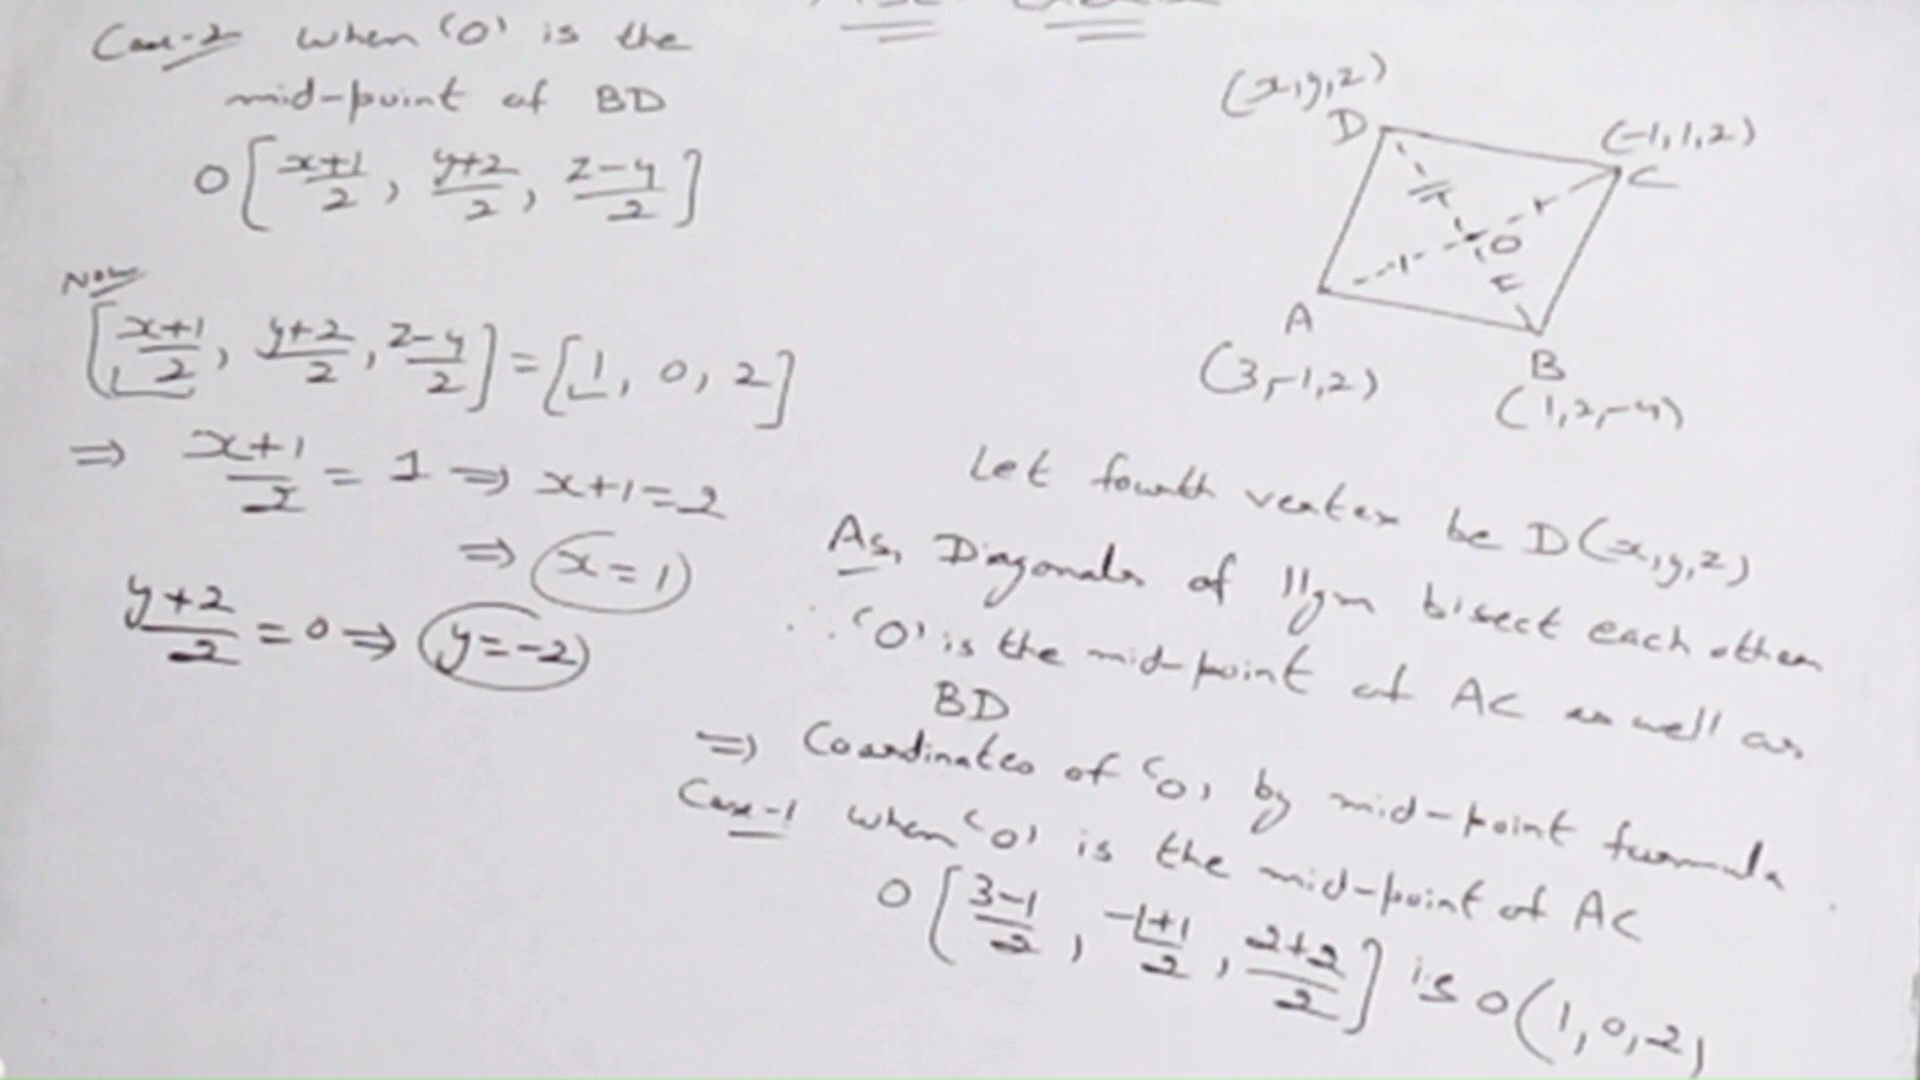 Case-2 when 'O' is the
mid-point of BD
O[x+1/2, y+2/2, z-4/2]
Now
[x+1/2, y+2/2, z-4/2] = [1, 0, 2]
⇒ x+1/2 = 1 ⇒ x+1=2
⇒ x=1
y+2/2 = 0 ⇒ y=-2
(x,y,z)
D
(-1,1,2)
C
O
A
(3,-1,2)
B
(1,2,-4)
Let fourth vertex be D(x,y,z)
As, Diagonals of ||gm bisect each other
∴ 'O' is the mid-point of AC as well as
BD
⇒ Coordinates of 'O', by mid-point formula
Case-1 when 'O' is the mid-point of AC
O[3-1/2, -1+1/2, 2+2/2] is O(1,0,2)